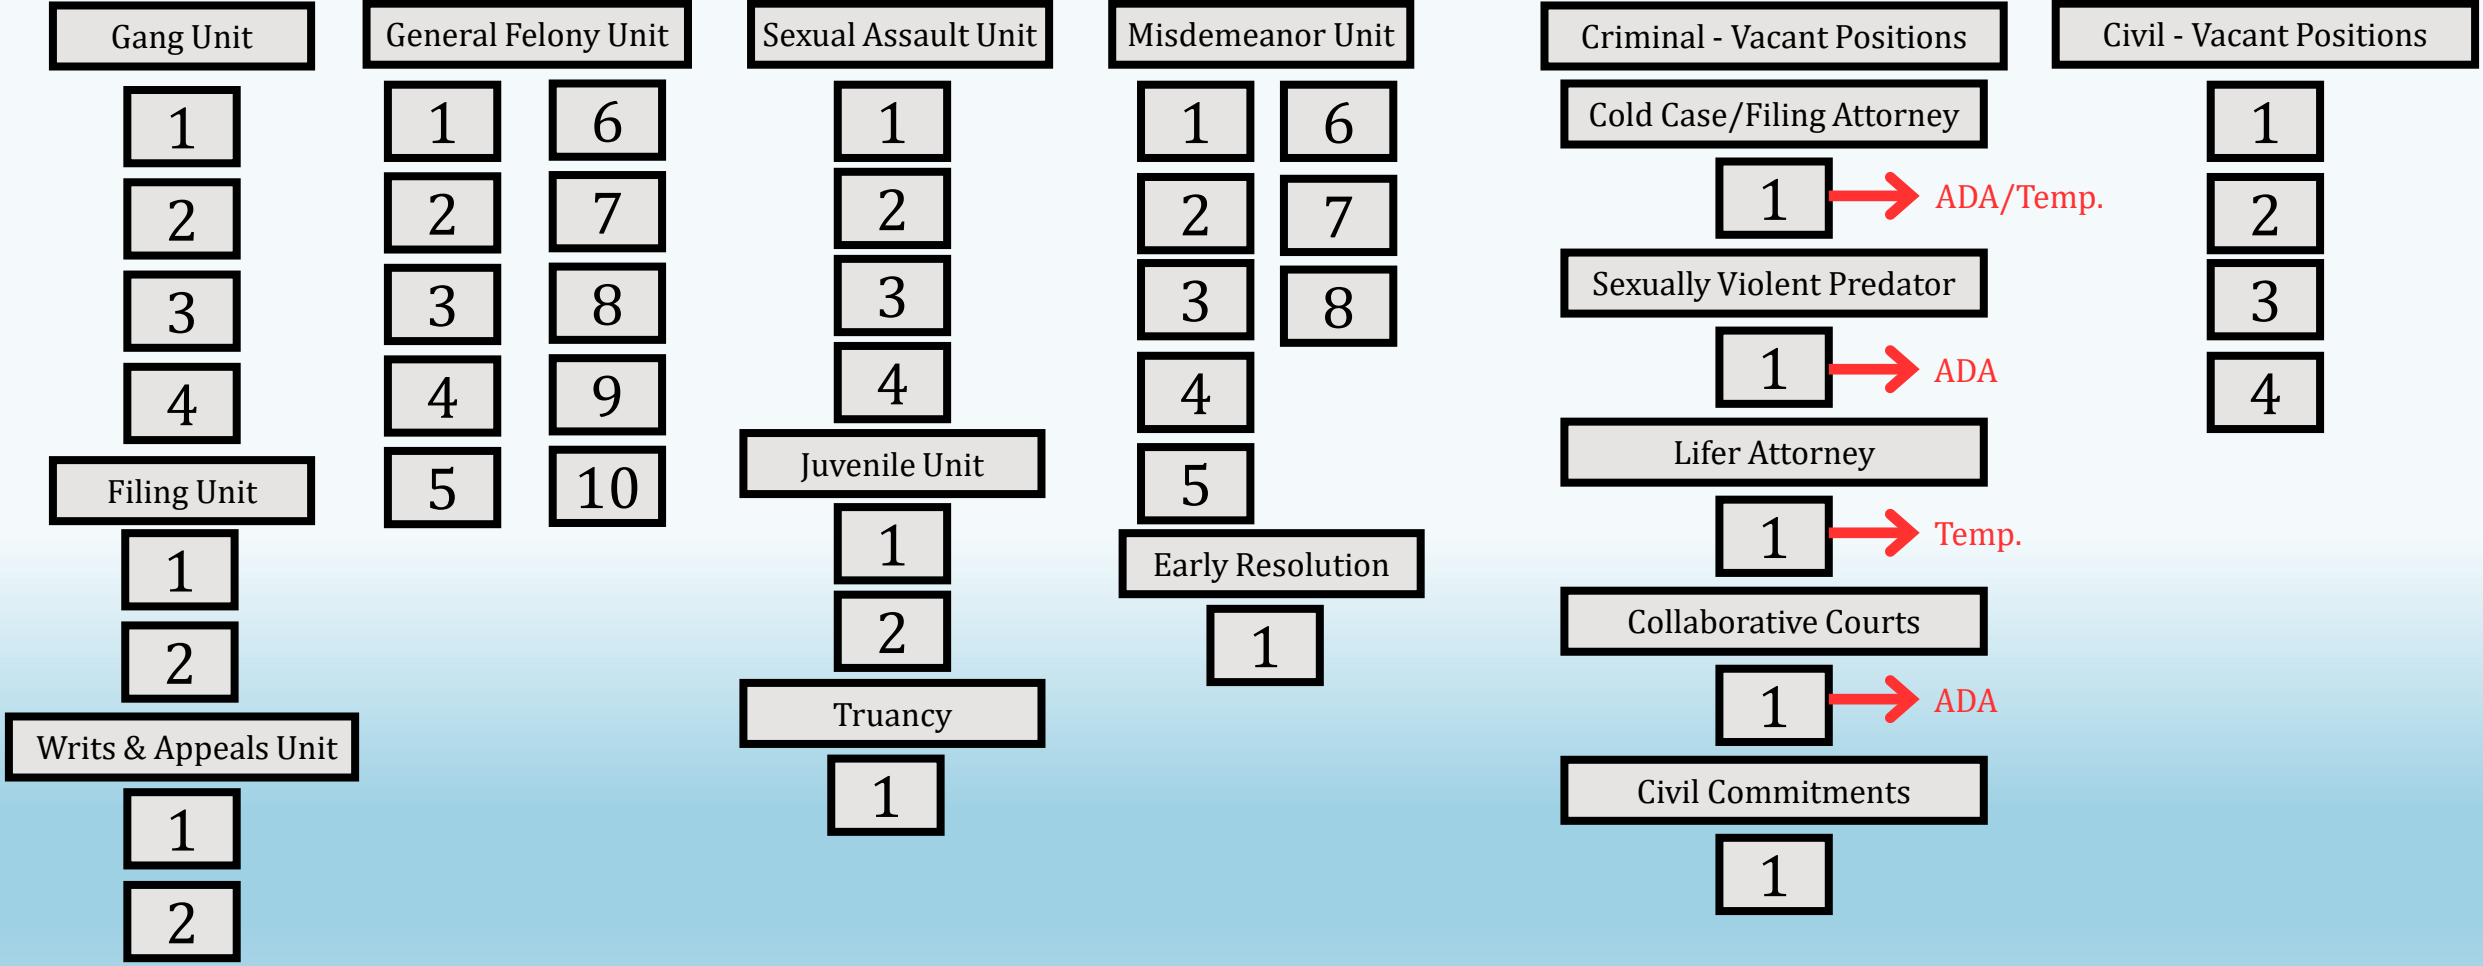 Gang Unit
1
2
3
4
Filing Unit
1
2
Writs & Appeals Unit
1
2
General Felony Unit
1
2
3
4
5
6
7
8
9
10
Sexual Assault Unit
1
2
3
4
Juvenile Unit
1
2
Truancy
1
Misdemeanor Unit
1
2
3
4
5
6
7
8
Early Resolution
1
Criminal - Vacant Positions
Cold Case/Filing Attorney
1
ADA/Temp.
Sexually Violent Predator
1
ADA
Lifer Attorney
1
Temp.
Collaborative Courts
1
ADA
Civil Commitments
1
Civil - Vacant Positions
1
2
3
4